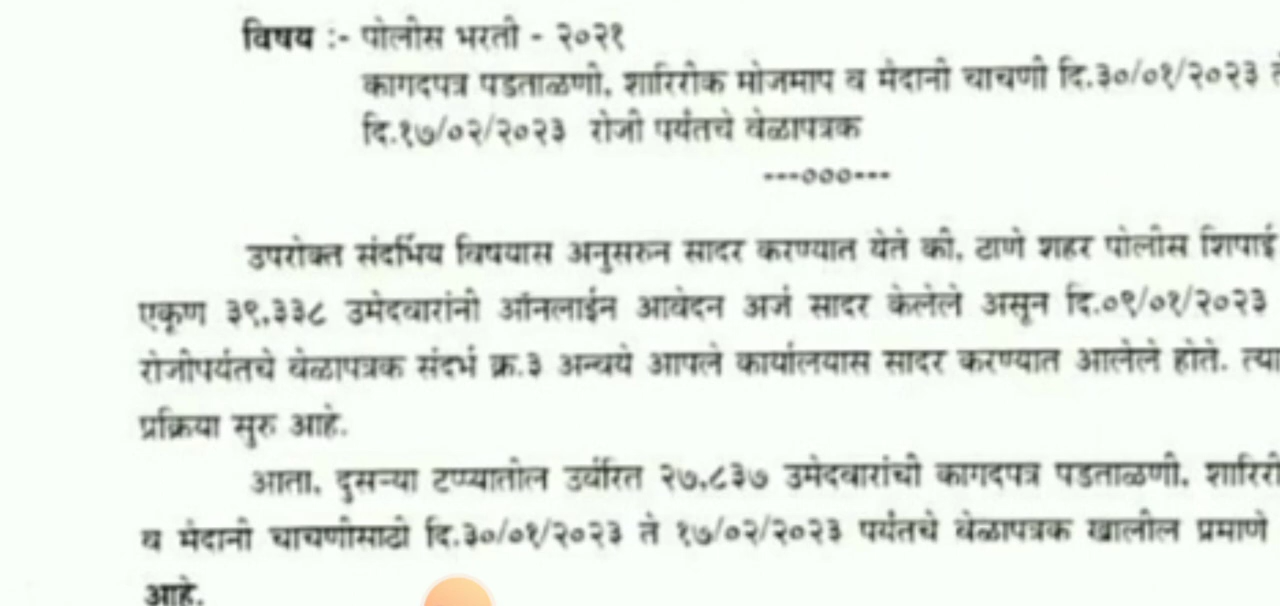 विषय :- पोलीस भरती - २०२१
कागदपत्र पडताळणी, शारिरीक मोजमाप व मैदानी चाचणी दि.३०/०१/२०२३ ते
दि.१७/०२/२०२३ रोजी पर्यंतचे वेळापत्रक
---०००---
उपरोक्त संदर्भिय विषयास अनुसरुन सादर करण्यात येते की, ठाणे शहर पोलीस शिपाई
एकूण ३९,३३८ उमेदवारांनी ऑनलाईन आवेदन अर्ज सादर केलेले असून दि.०९/०१/२०२३
रोजीपर्यंतचे वेळापत्रक संदर्भ क्र.३ अन्वये आपले कार्यालयास सादर करण्यात आलेले होते. त्या
प्रक्रिया सुरु आहे.
आता, दुसऱ्या टप्प्यातील उर्वरित २७,८३७ उमेदवारांची कागदपत्र पडताळणी, शारिरी
व मैदानी चाचणीसाठी दि.३०/०१/२०२३ ते १७/०२/२०२३ पर्यंतचे वेळापत्रक खालील प्रमाणे
आहे.